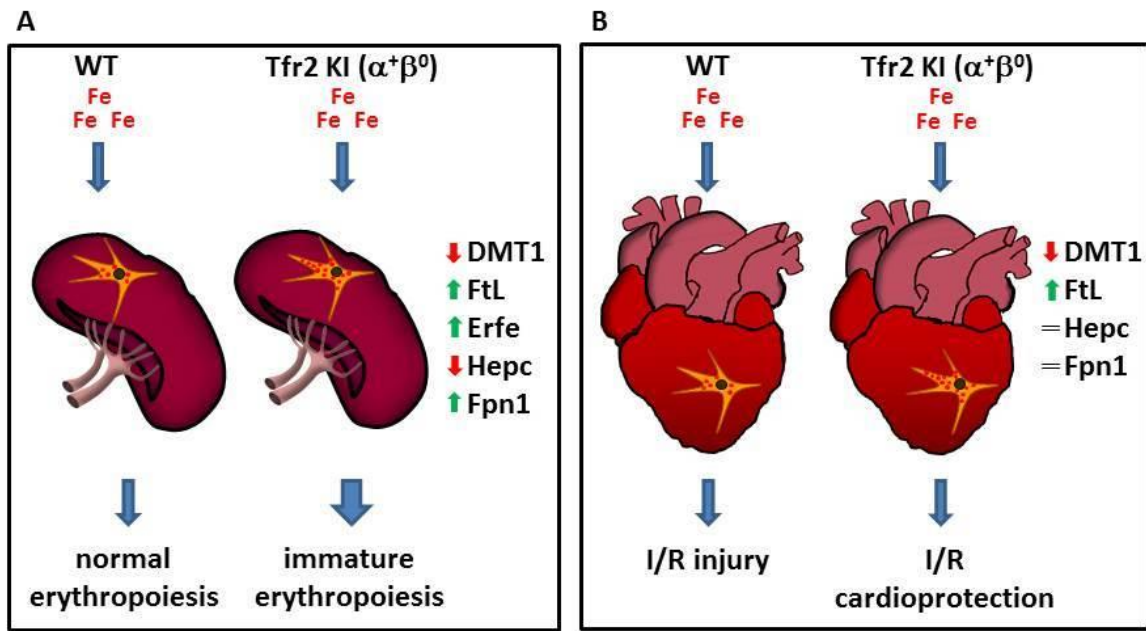 A
WT
Fe
Fe Fe
Tfr2 KI (α⁺β⁰)
Fe
Fe Fe
DMT1
FtL
Erfe
Hepc
Fpn1
normal
erythropoiesis
immature
erythropoiesis
B
WT
Fe
Fe Fe
Tfr2 KI (α⁺β⁰)
Fe
Fe Fe
DMT1
FtL
=Hepc
=Fpn1
I/R injury
I/R
cardioprotection